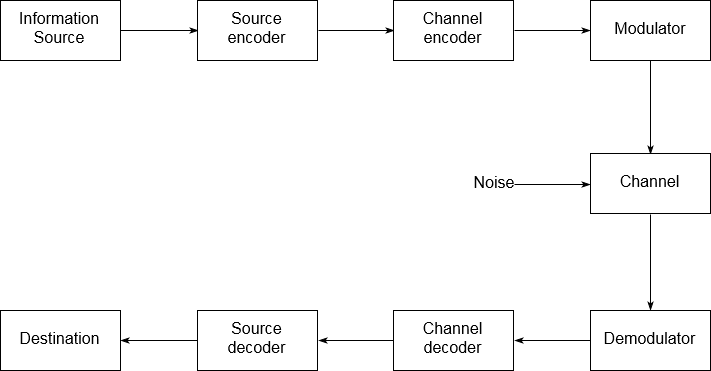 Information
Source
Source
encoder
Channel
encoder
Modulator
Noise
Channel
Destination
Source
decoder
Channel
decoder
Demodulator